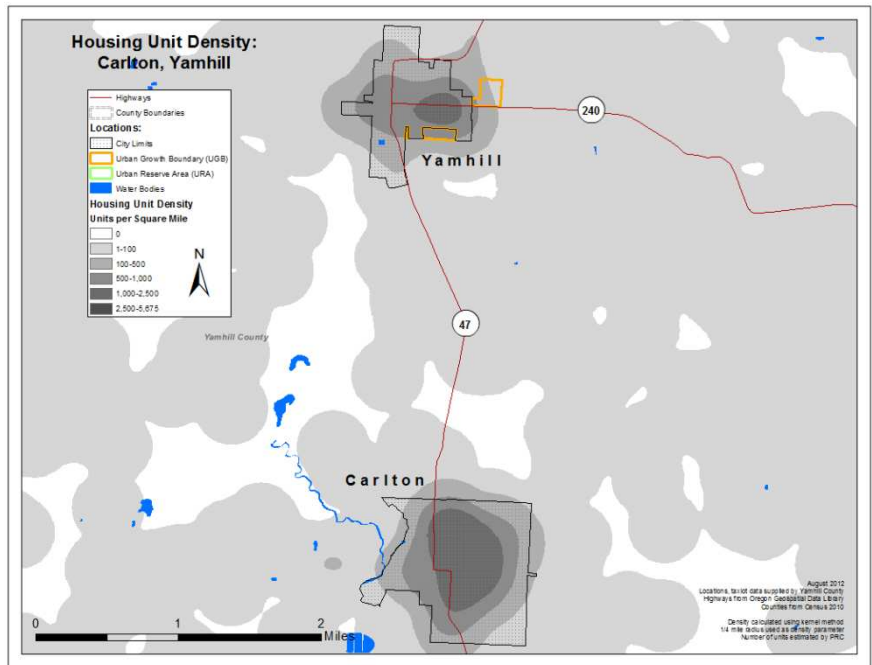 Housing Unit Density:
Carlton, Yamhill
Highways
County Boundaries
Locations:
City Limits
Urban Growth Boundary (UGB)
Urban Reserve Area (URA)
Water Bodies
Housing Unit Density
Units per Square Mile
0
1-100
100-500
500-1,000
1,000-2,500
2,500-5,675
N
240
Yamhill
47
Yamhill County
Carlton
0 1 2
Miles
August 2012
Locations, taxlot data supplied by Yamhill County
Highways from Oregon Geospatial Data Library
Counties from Census 2010
Density calculated using kernel method
1/4 mile radius used as density parameter
Number of units estimated by PRC